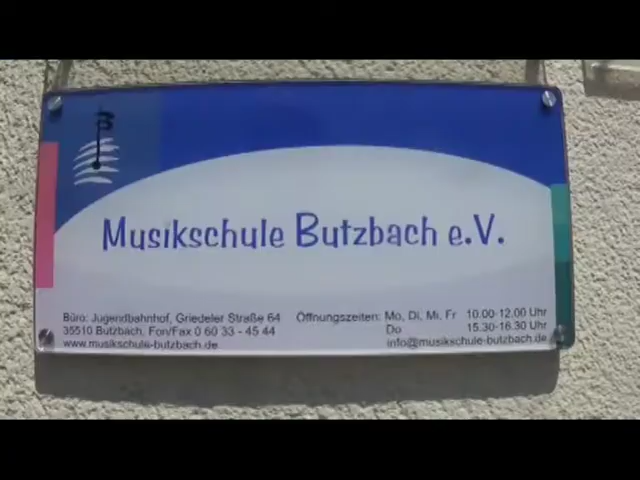 Musikschule Butzbach e.V.
Büro: Jugendbahnhof, Griedeler Straße 64
35510 Butzbach, Fon/Fax 0 60 33 - 45 44
www.musikschule-butzbach.de
Öffnungszeiten: Mo, Di, Mi, Fr 10.00-12.00 Uhr
Do 15.30-16.30 Uhr
info@musikschule-butzbach.de